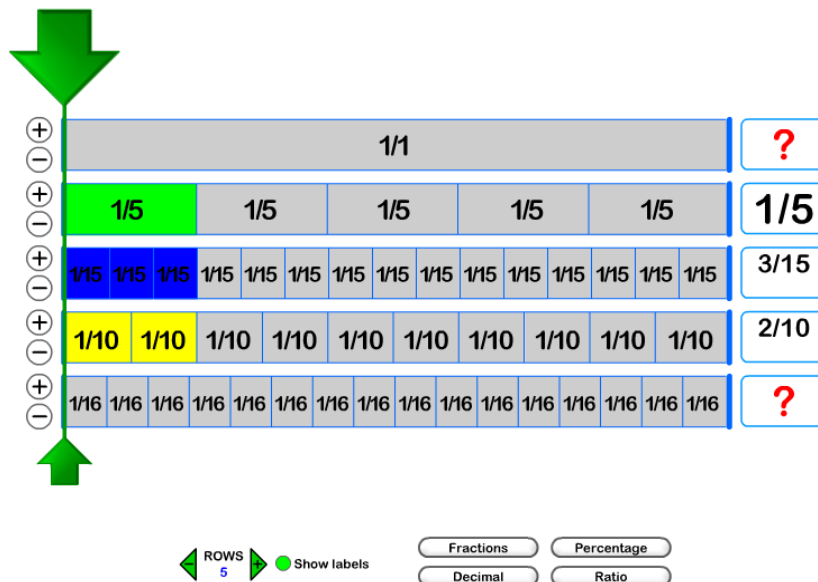 1/1 ?
1/5 1/5 1/5 1/5 1/5 1/5
1/15 1/15 1/15 1/15 1/15 1/15 1/15 1/15 1/15 1/15 1/15 1/15 1/15 1/15 1/15 3/15
1/10 1/10 1/10 1/10 1/10 1/10 1/10 1/10 1/10 1/10 2/10
1/16 1/16 1/16 1/16 1/16 1/16 1/16 1/16 1/16 1/16 1/16 1/16 1/16 1/16 1/16 1/16 ?
ROWS
5
Show labels
Fractions Percentage
Decimal Ratio